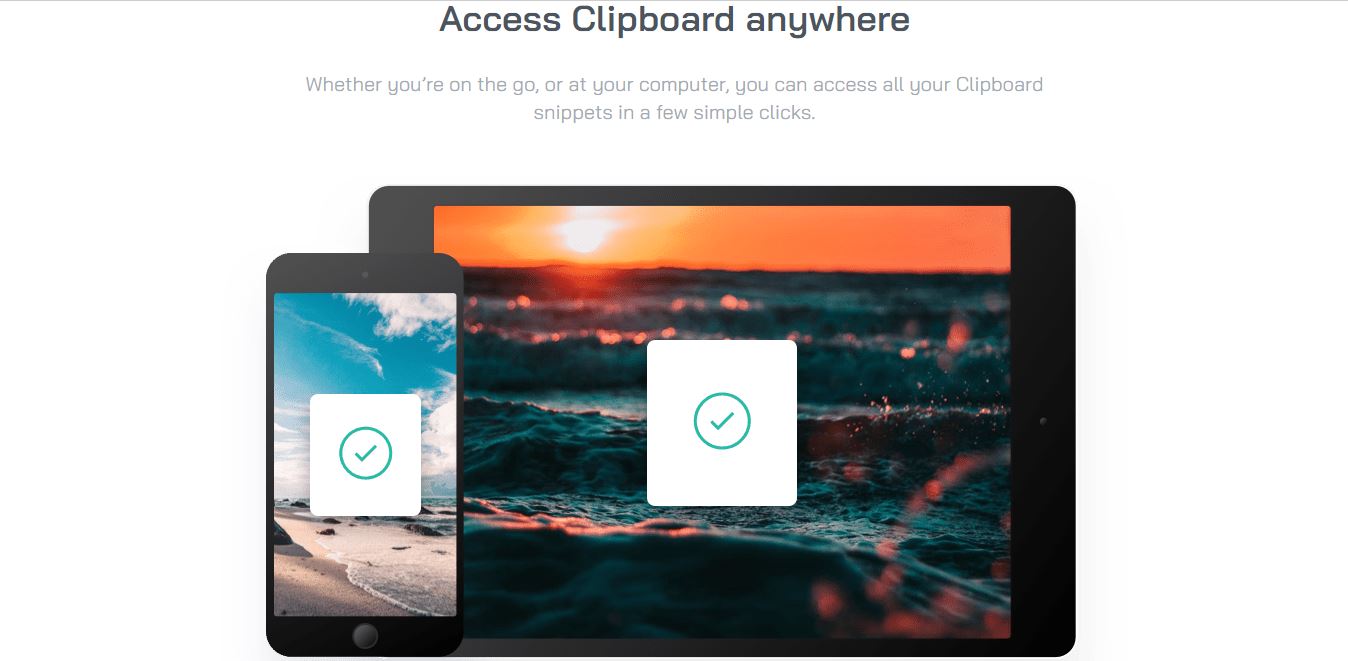 Access Clipboard anywhere
Whether you’re on the go, or at your computer, you can access all your Clipboard
snippets in a few simple clicks.